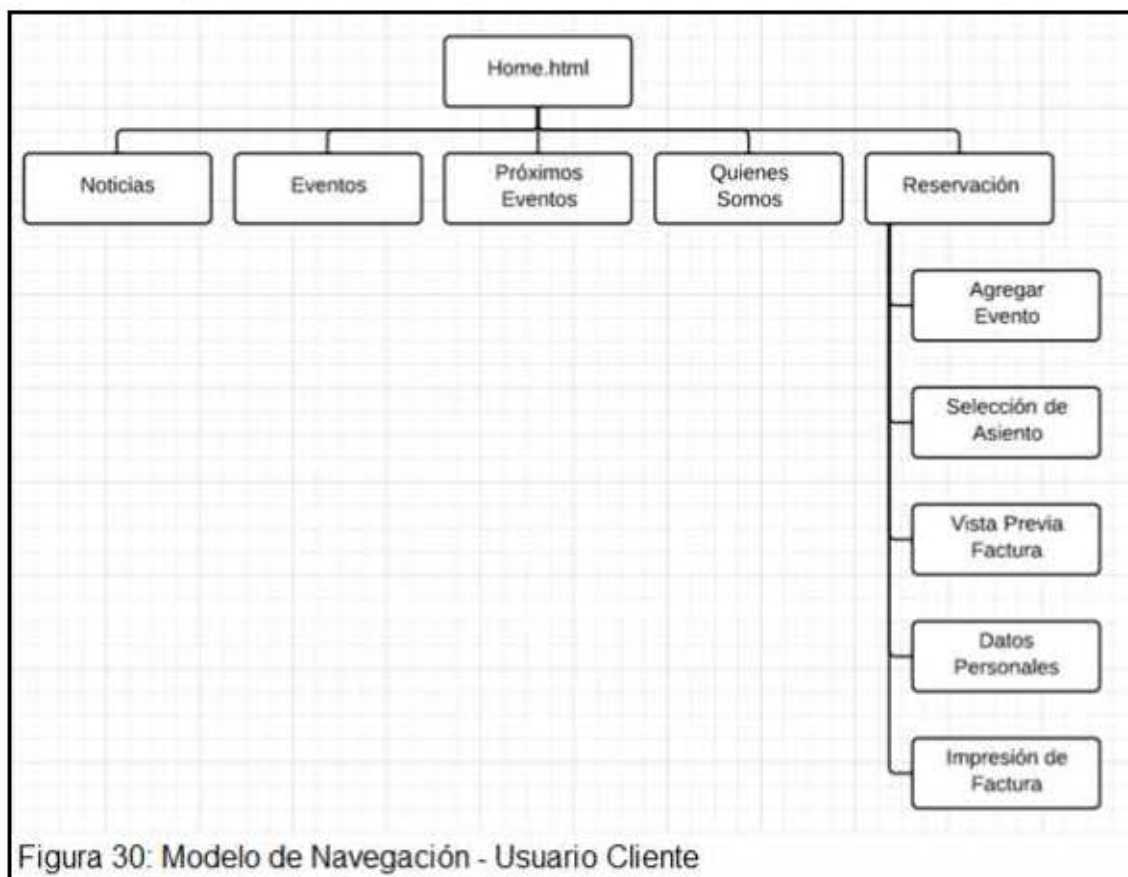 Home.html
Noticias
Eventos
Próximos
Eventos
Quienes
Somos
Reservación
Agregar
Evento
Selección de
Asiento
Vista Previa
Factura
Datos
Personales
Impresión de
Factura
Figura 30: Modelo de Navegación - Usuario Cliente